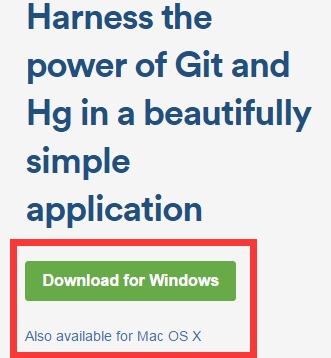 Harness the
power of Git and
Hg in a beautifully
simple
application
Download for Windows
Also available for Mac OS X